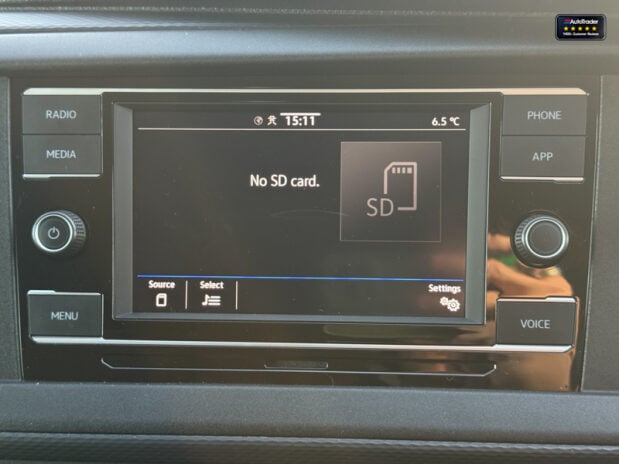 AutoTrader
RADIO
MEDIA
MENU
15:11
6.5 °C
No SD card.
SD
Source
Select
Settings
PHONE
APP
VOICE